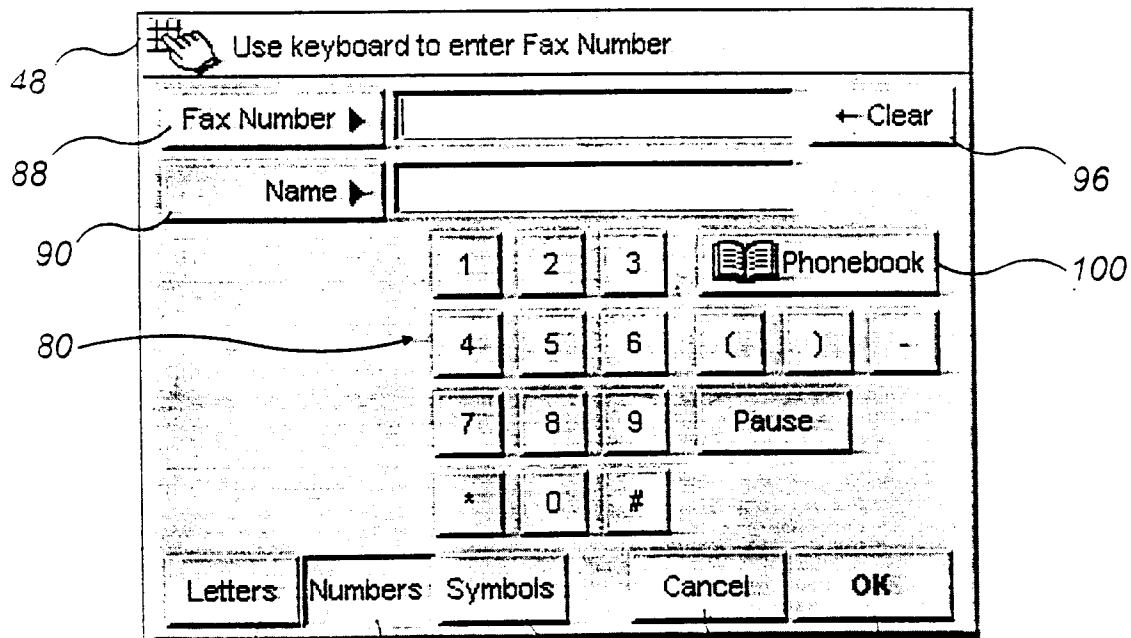 Use keyboard to enter Fax Number
48
Fax Number ▶ ← Clear
88 96
Name ▶
90
1 2 3 Phonebook 100
80 4 5 6 ( ) -
7 8 9 Pause
* 0 #
Letters Numbers Symbols Cancel OK